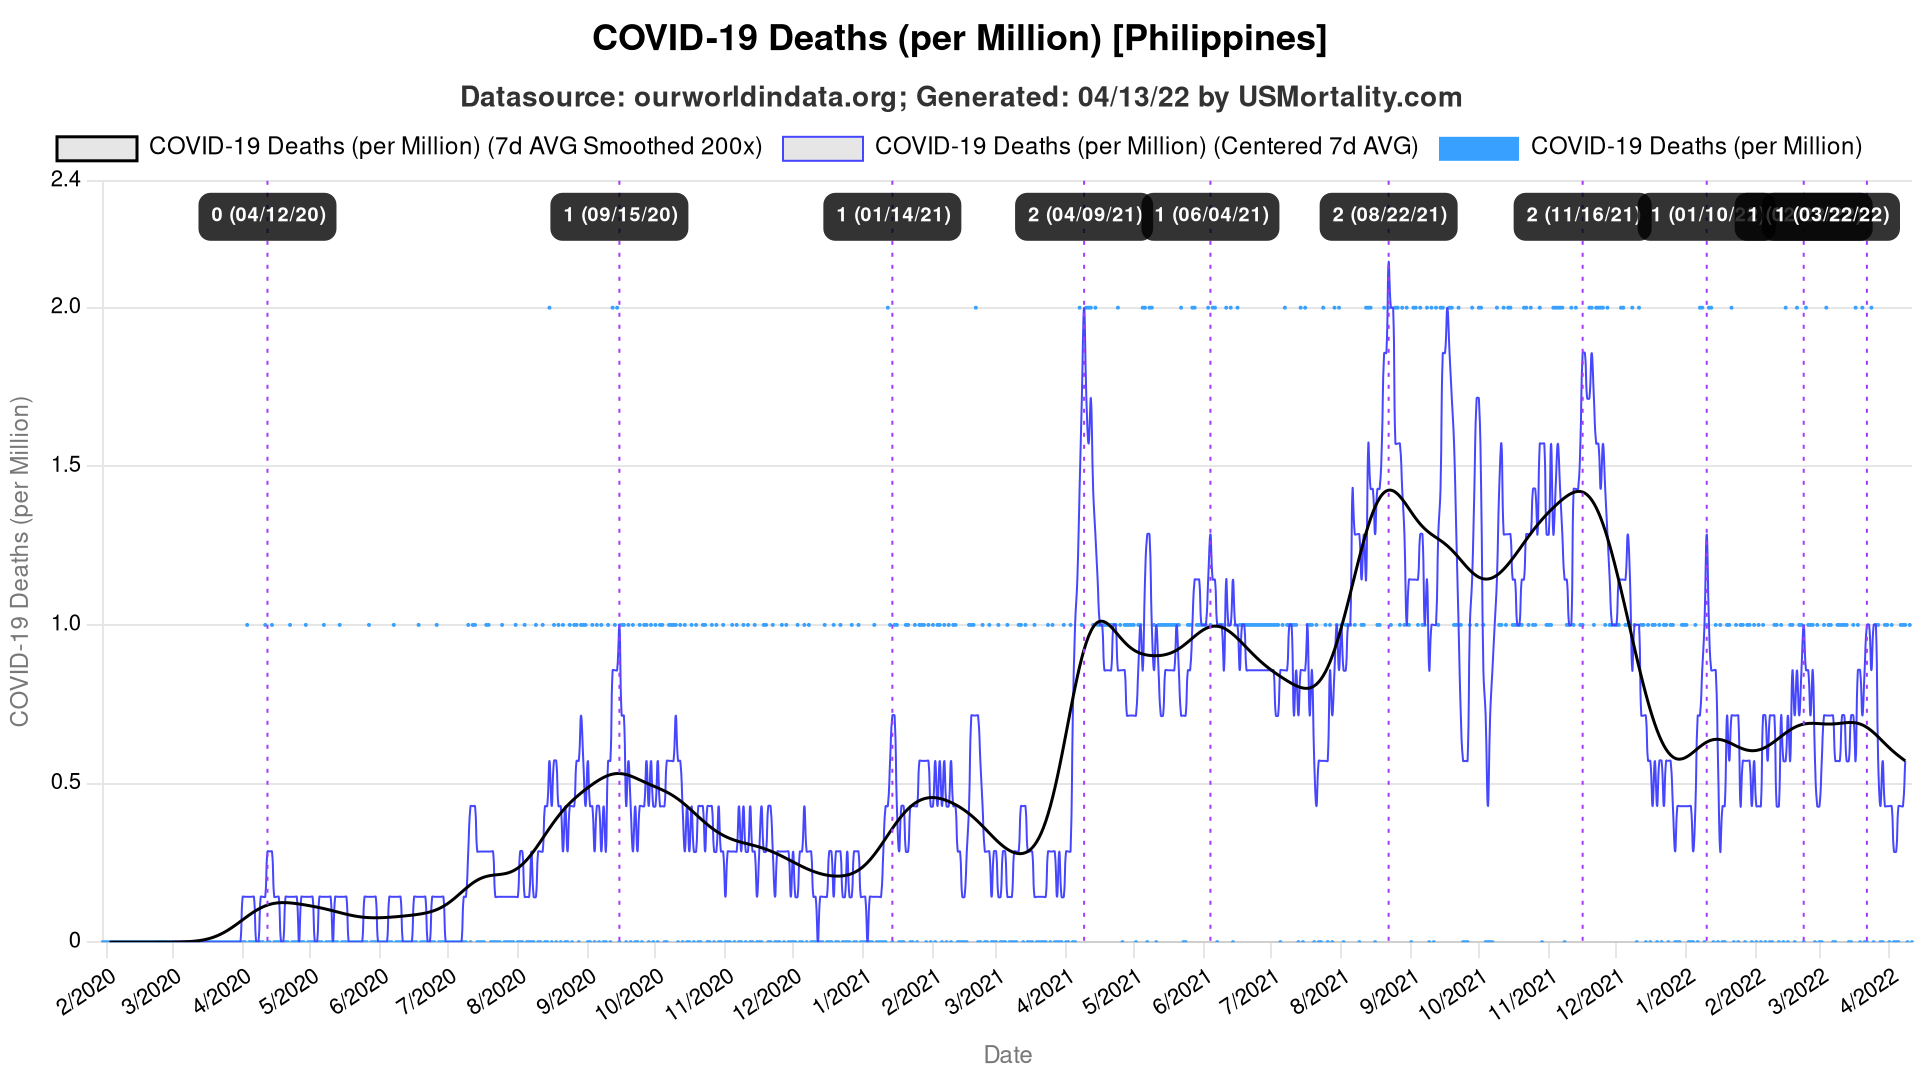 COVID-19 Deaths (per Million) [Philippines]
Datasource: ourworldindata.org; Generated: 04/13/22 by USMortality.com
COVID-19 Deaths (per Million) (7d AVG Smoothed 200x) COVID-19 Deaths (per Million) (Centered 7d AVG) COVID-19 Deaths (per Million)
0 (04/12/20) 1 (09/15/20) 1 (01/14/21) 2 (04/09/21) 1 (06/04/21) 2 (08/22/21) 2 (11/16/21) 1 (01/10/2 1 1 (03/22/22)
2.4
2.0
1.5
1.0
0.5
0
COVID-19 Deaths (per Million)
2/2020 3/2020 4/2020 5/2020 6/2020 7/2020 8/2020 9/2020 10/2020 11/2020 12/2020 1/2021 2/2021 3/2021 4/2021 5/2021 6/2021 7/2021 8/2021 9/2021 10/2021 11/2021 12/2021 1/2022 2/2022 3/2022 4/2022
Date